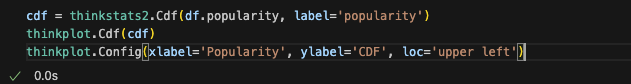 cdf = thinkstats2.Cdf(df.popularity, label='popularity')
thinkplot.Cdf(cdf)
thinkplot.Config(xlabel='Popularity', ylabel='CDF', loc='upper left')
✓ 0.0s